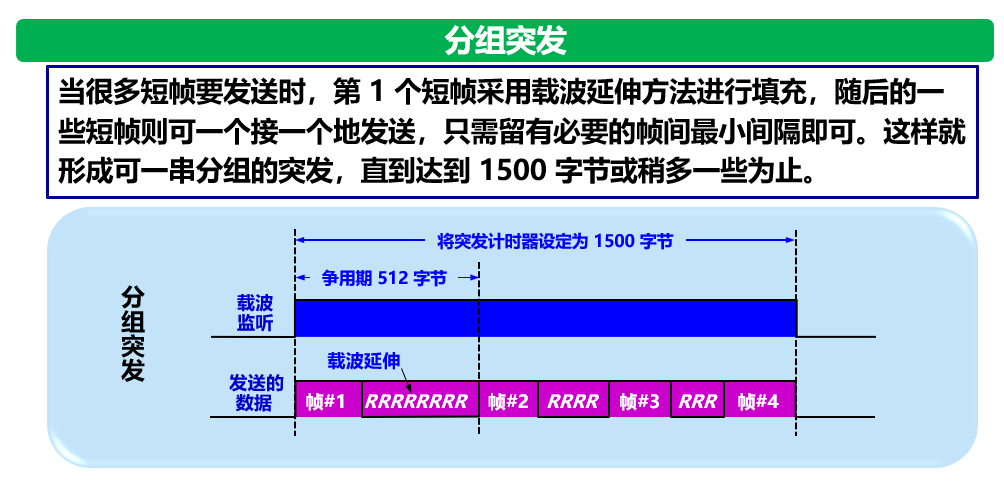 分组突发
当很多短帧要发送时，第 1 个短帧采用载波延伸方法进行填充，随后的一
些短帧则可一个接一个地发送，只需留有必要的帧间最小间隔即可。这样就
形成可一串分组的突发，直到达到 1500 字节或稍多一些为止。
将突发计时器设定为 1500 字节
争用期 512 字节
分组突发
载波
监听
载波延伸
发送的
数据
帧#1 RRRRRRRR 帧#2 RRRR 帧#3 RRR 帧#4